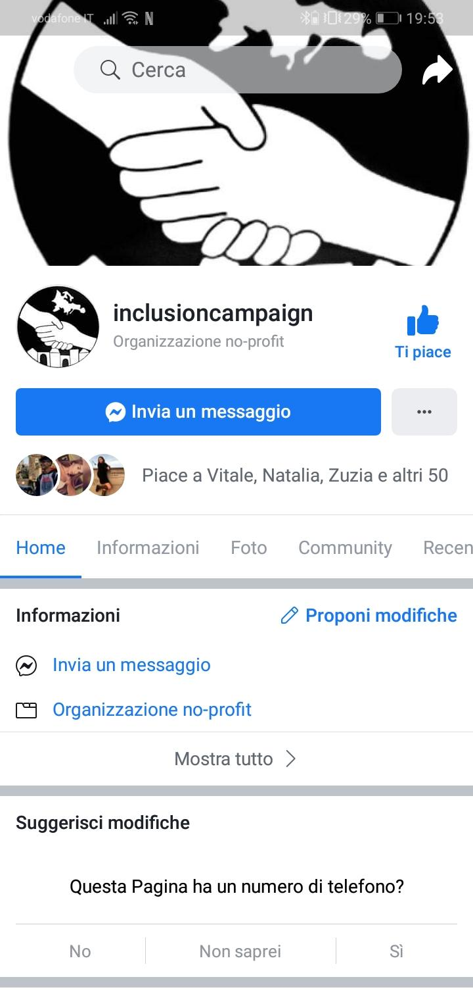 vodafone IT 29% 19:53
Cerca
inclusioncampaign
Organizzazione no-profit
Ti piace
Invia un messaggio
Piace a Vitale, Natalia, Zuzia e altri 50
Home Informazioni Foto Community Recen
Informazioni Proponi modifiche
Invia un messaggio
Organizzazione no-profit
Mostra tutto
Suggerisci modifiche
Questa Pagina ha un numero di telefono?
No Non saprei Sì